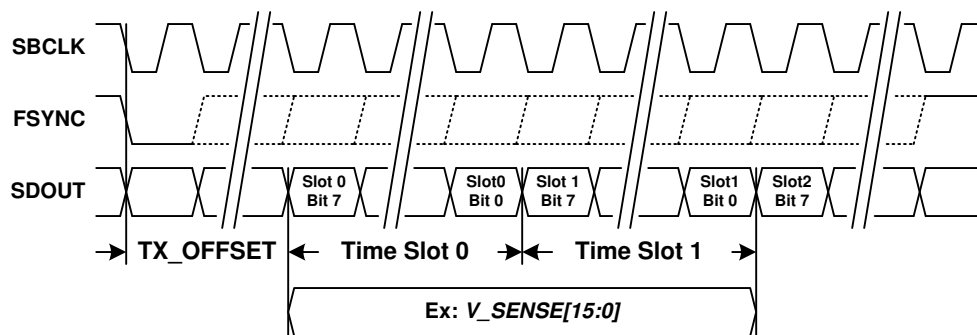 SBCLK
FSYNC
SDOUT
Slot 0
Bit 7
Slot0
Bit 0
Slot 1
Bit 7
Slot1
Bit 0
Slot2
Bit 7
TX_OFFSET
Time Slot 0
Time Slot 1
Ex: V_SENSE[15:0]